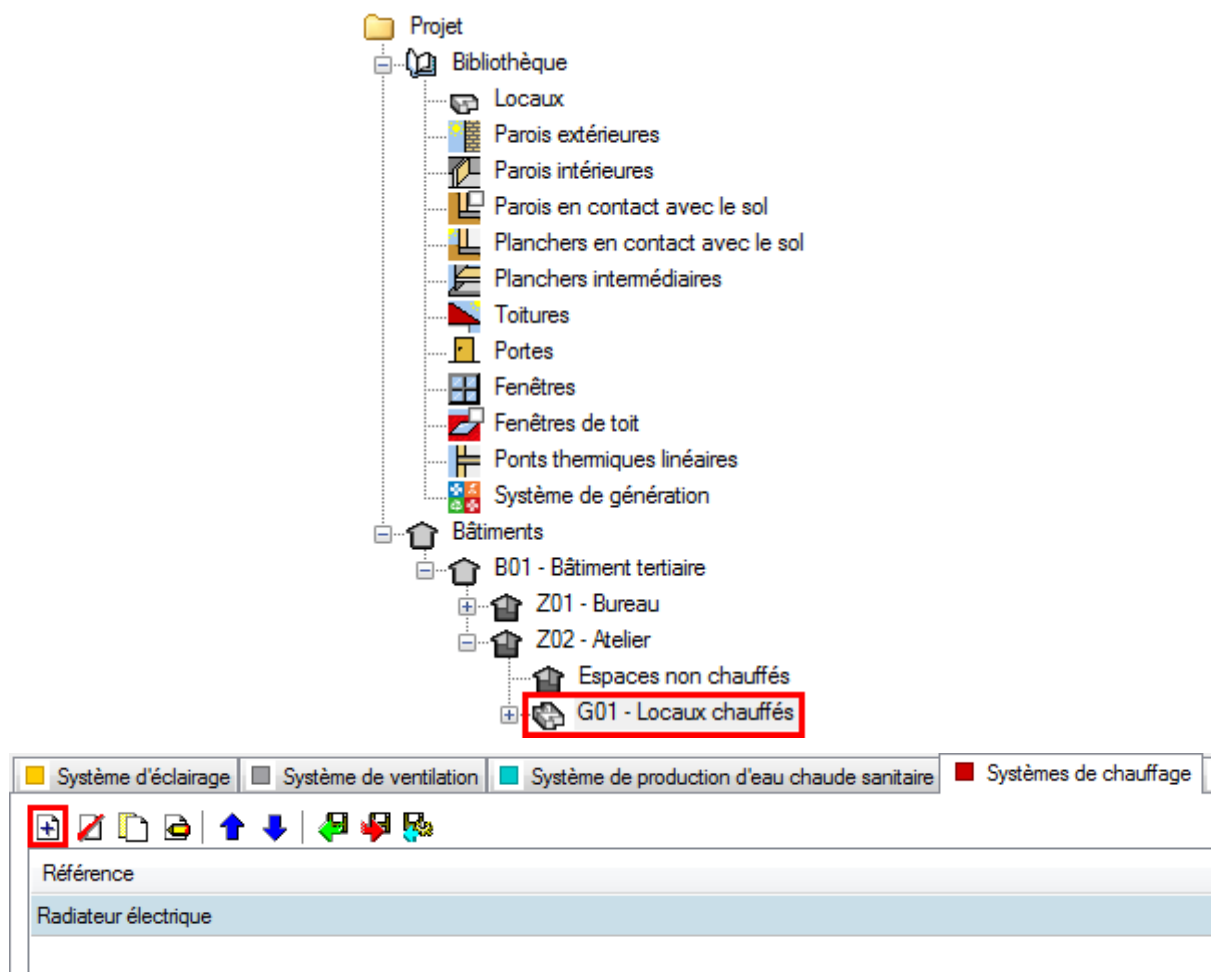 Projet
Bibliothèque
Locaux
Parois extérieures
Parois intérieures
Parois en contact avec le sol
Planchers en contact avec le sol
Planchers intermédiaires
Toitures
Portes
Fenêtres
Fenêtres de toit
Ponts thermiques linéaires
Système de génération
Bâtiments
B01 - Bâtiment tertiaire
Z01 - Bureau
Z02 - Atelier
Espaces non chauffés
G01 - Locaux chauffés
Système d'éclairage Système de ventilation Système de production d'eau chaude sanitaire Systèmes de chauffage
Référence
Radiateur électrique